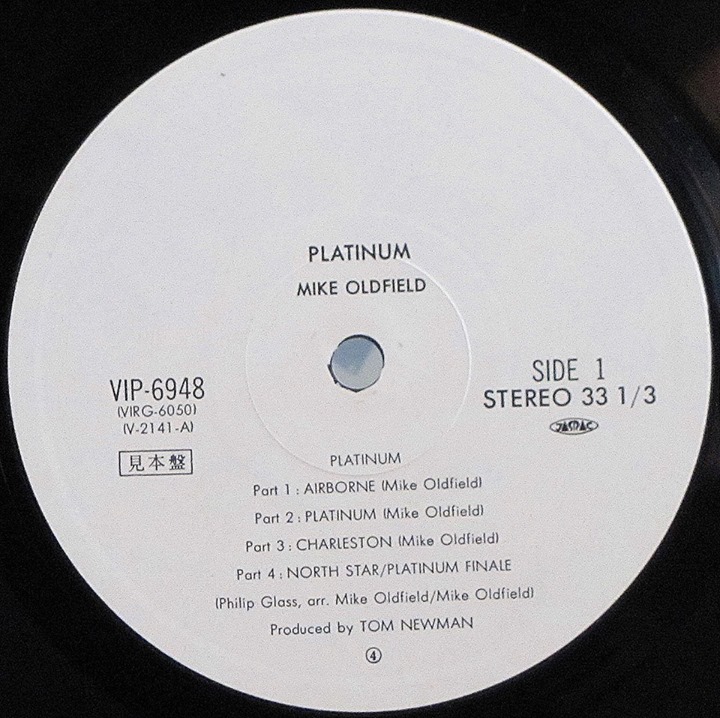 PLATINUM
MIKE OLDFIELD
VIP-6948
(VIRG-6050)
(V-2141-A)
見本盤
SIDE 1
STEREO 33 1/3
JASRAC
PLATINUM
Part 1 : AIRBORNE (Mike Oldfield)
Part 2 : PLATINUM (Mike Oldfield)
Part 3 : CHARLESTON (Mike Oldfield)
Part 4 : NORTH STAR/PLATINUM FINALE
(Philip Glass, arr. Mike Oldfield/Mike Oldfield)
Produced by TOM NEWMAN
④